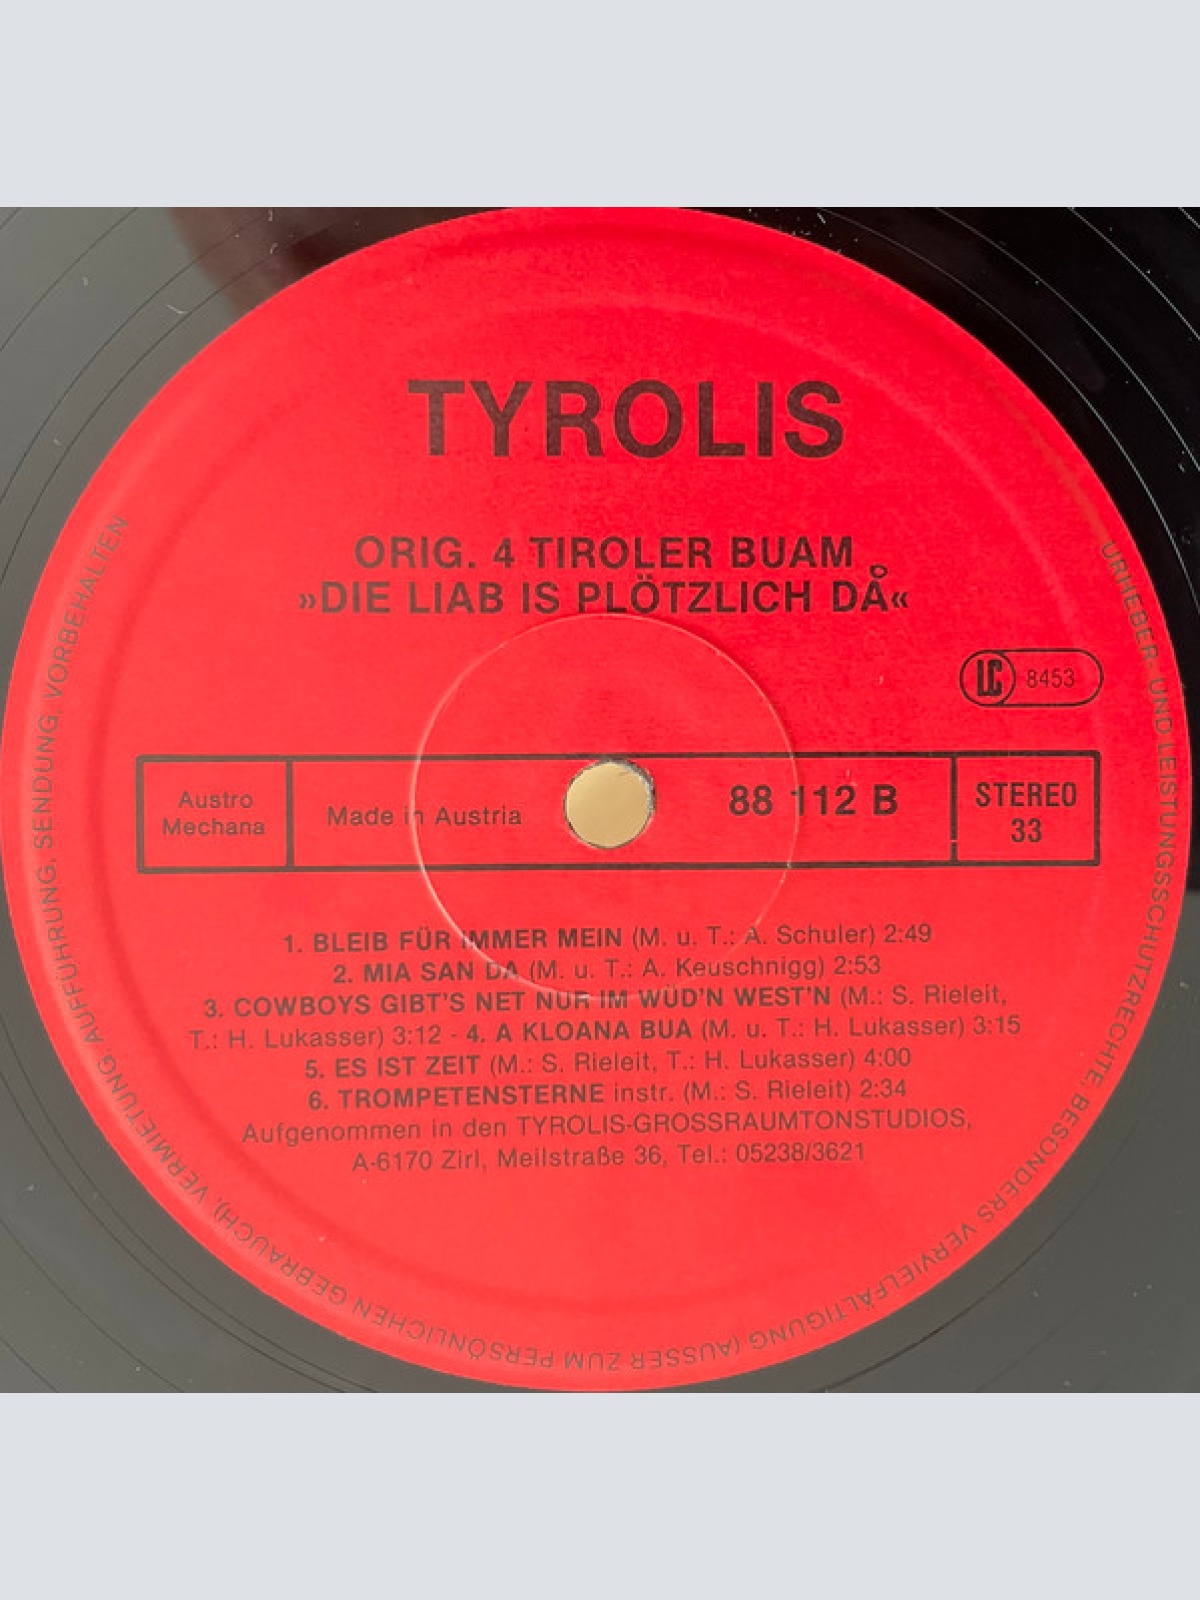 TYROLIS
ORIG. 4 TIROLER BUAM
»DIE LIAB IS PLÖTZLICH DÅ«
LC 8453
Austro
Mechana
Made in Austria
88 112 B
STEREO
33
1. BLEIB FÜR IMMER MEIN (M. u. T.: A. Schuler) 2:49
2. MIA SAN DA (M. u. T.: A. Keuschnigg) 2:53
3. COWBOYS GIBT'S NET NUR IM WÜD'N WEST'N (M.: S. Rieleit,
T.: H. Lukasser) 3:12 - 4. A KLOANA BUA (M. u. T.: H. Lukasser) 3:15
5. ES IST ZEIT (M.: S. Rieleit, T.: H. Lukasser) 4:00
6. TROMPETENSTERNE instr. (M.: S. Rieleit) 2:34
Aufgenommen in den TYROLIS-GROSSRAUMTONSTUDIOS,
A-6170 Zirl, Meilstraße 36, Tel.: 05238/3621
URHEBER- UND LEISTUNGSSCHUTZRECHTE, BESONDERS VERVIELFÄLTIGUNG (AUSSER ZUM PERSÖNLICHEN GEBRAUCH), VERMIETUNG, AUFFÜHRUNG, SENDUNG, VORBEHALTEN